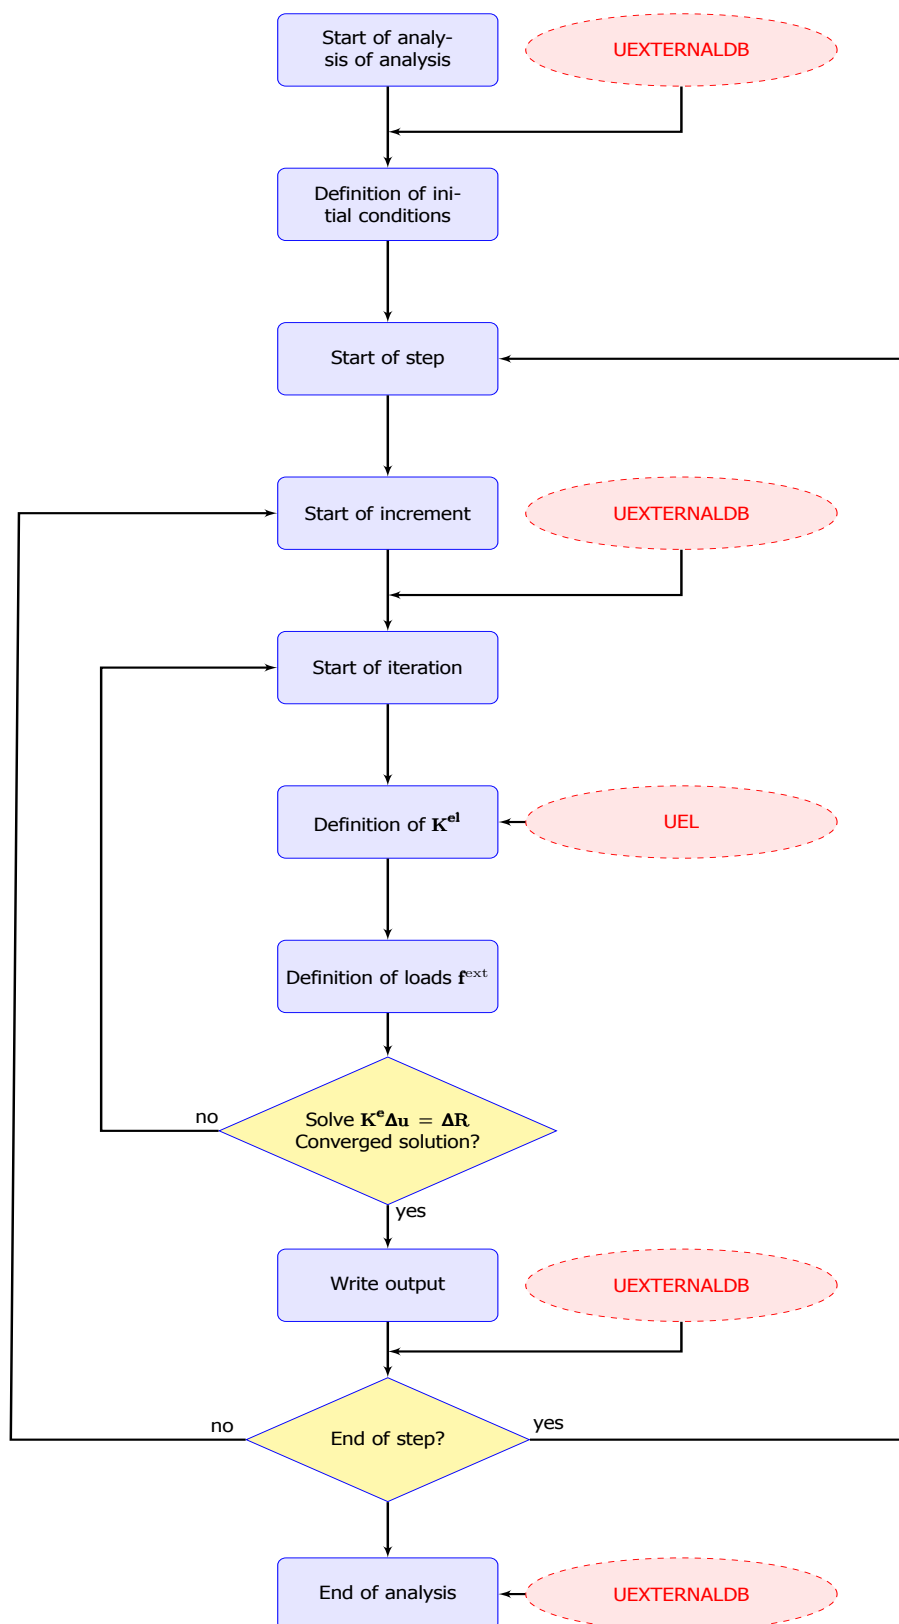 Start of analy-
sis of analysis
UEXTERNALDB
Definition of ini-
tial conditions
Start of step
Start of increment
UEXTERNALDB
Start of iteration
Definition of K^el
UEL
Definition of loads f^ext
no
Solve K^e Δu = ΔR
Converged solution?
yes
Write output
UEXTERNALDB
no
End of step?
yes
End of analysis
UEXTERNALDB